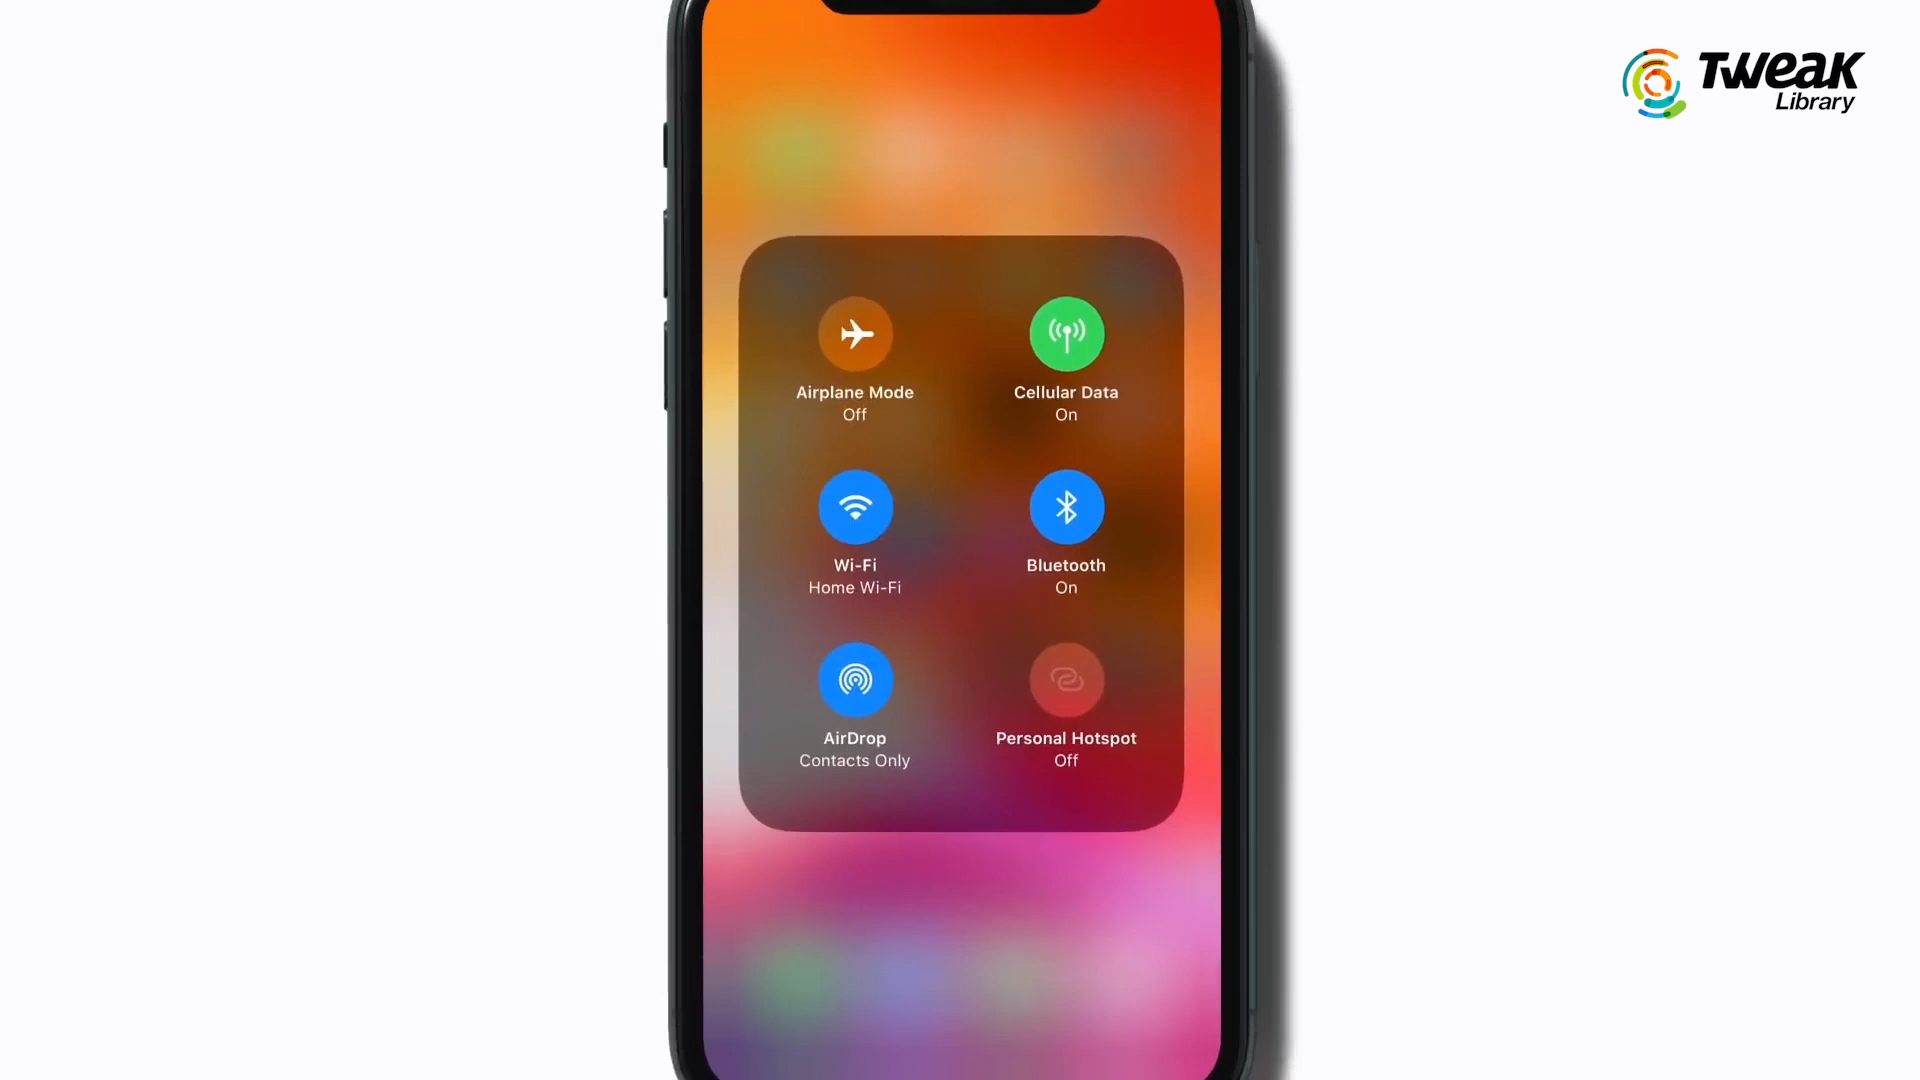 TWEAK
Library
Airplane Mode
Off
Cellular Data
On
Wi-Fi
Home Wi-Fi
Bluetooth
On
AirDrop
Contacts Only
Personal Hotspot
Off